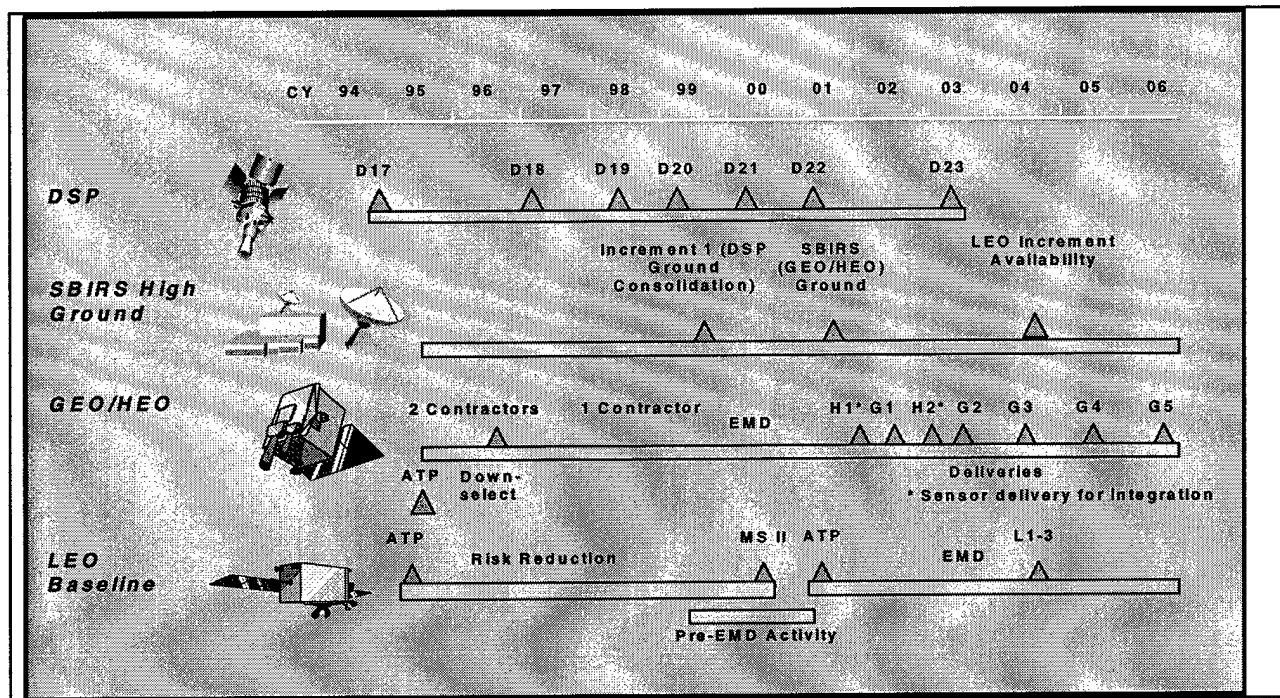 CY 94 95 96 97 98 99 00 01 02 03 04 05 06
D17 D18 D19 D20 D21 D22 D23
DSP
Increment 1 (DSP
Ground
Consolidation)
SBIRS
(GEO/HEO)
Ground
LEO Increment
Availability
SBIRS High
Ground
GEO/HEO
2 Contractors 1 Contractor
EMD
H1* G1 H2* G2 G3 G4 G5
ATP Down-
select
Deliveries
* Sensor delivery for integration
LEO
Baseline
ATP
Risk Reduction
MS II ATP
EMD
L1-3
Pre-EMD Activity